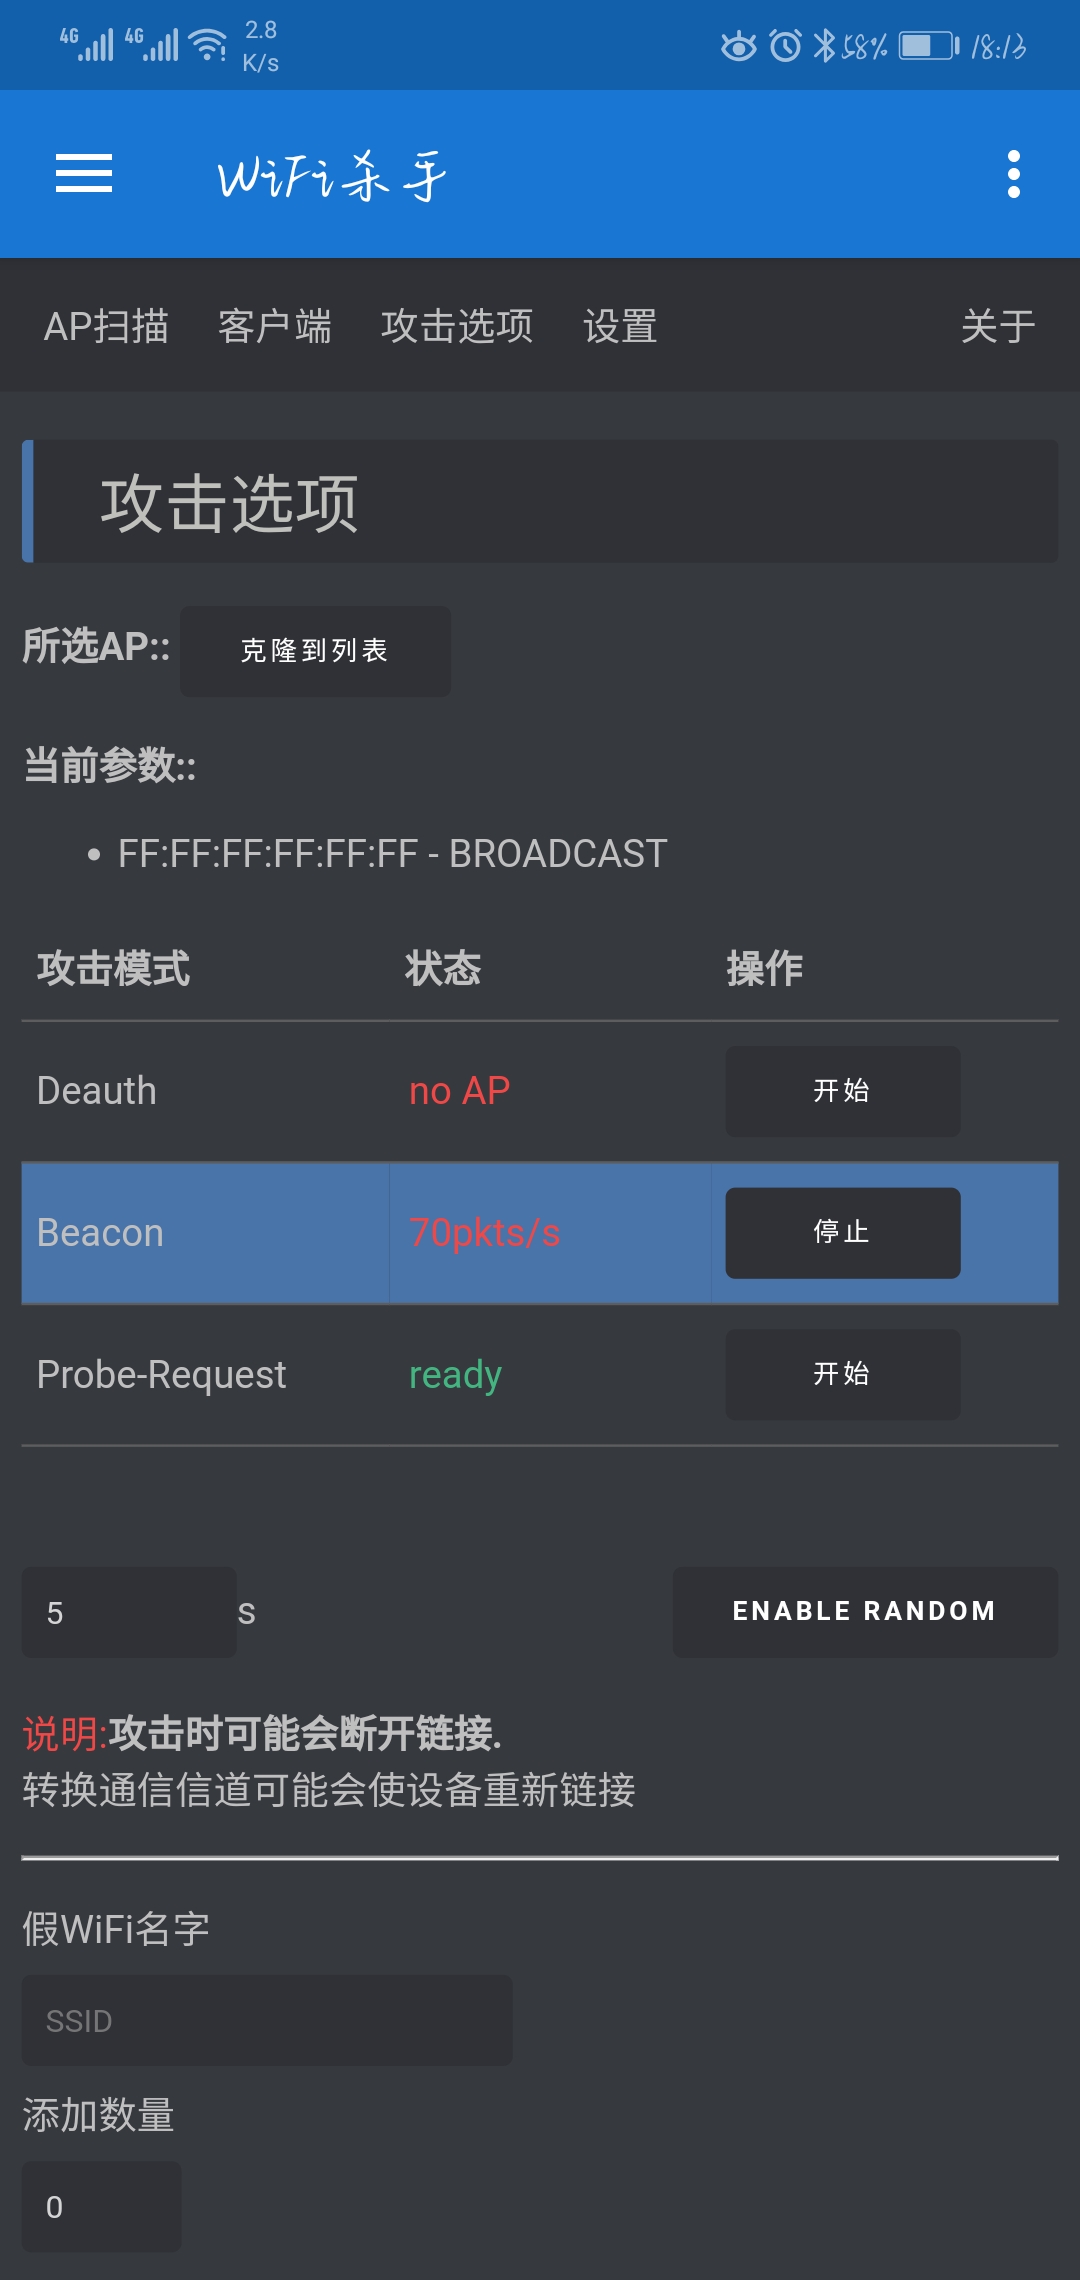 4G 4G 2.8 K/s 58% 18:13
WiFi杀手
AP扫描 客户端 攻击选项 设置 关于
攻击选项
所选AP:: 克隆到列表
当前参数::
• FF:FF:FF:FF:FF:FF - BROADCAST
攻击模式 状态 操作
Deauth no AP 开始
Beacon 70pkts/s 停止
Probe-Request ready 开始
5 s ENABLE RANDOM
说明:攻击时可能会断开链接.
转换通信信道可能会使设备重新链接
假WiFi名字
SSID
添加数量
0